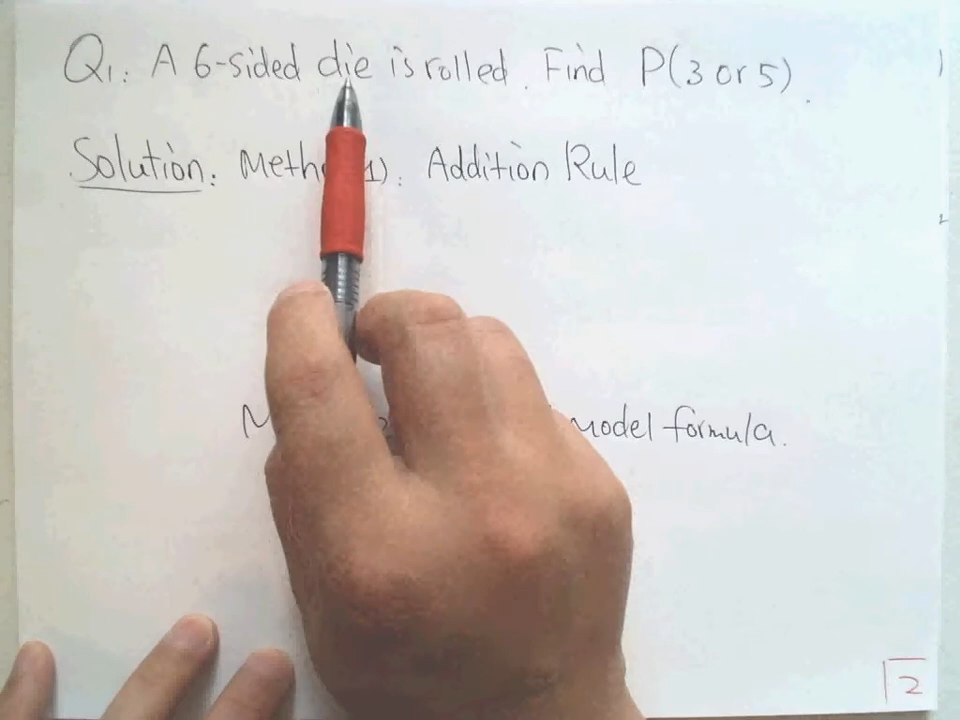 Q1: A 6-sided die is rolled. Find P(3 or 5).
Solution: Meth 1): Addition Rule
M model formula.
2